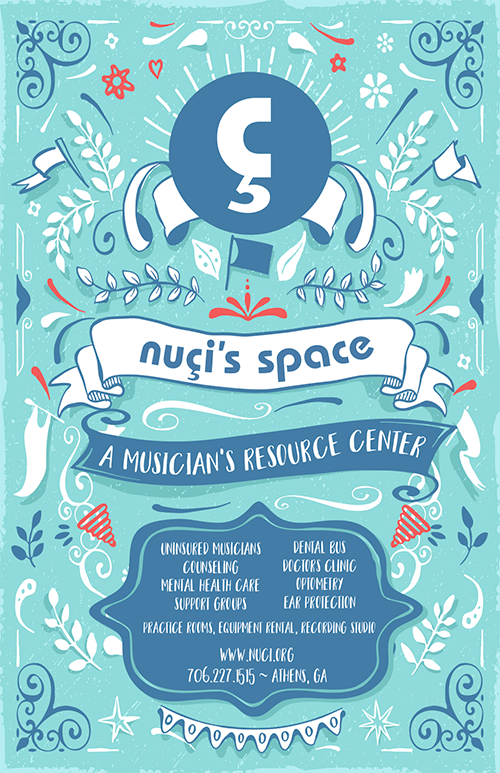 ç
nuçi's space
A MUSICIAN'S RESOURCE CENTER
UNINSURED MUSICIANS
COUNSELING
MENTAL HEALTH CARE
SUPPORT GROUPS
DENTAL BUS
DOCTORS CLINIC
OPTOMETRY
EAR PROTECTION
PRACTICE ROOMS, EQUIPMENT RENTAL, RECORDING STUDIO
WWW.NUCI.ORG
706.227.1515 ~ ATHENS, GA